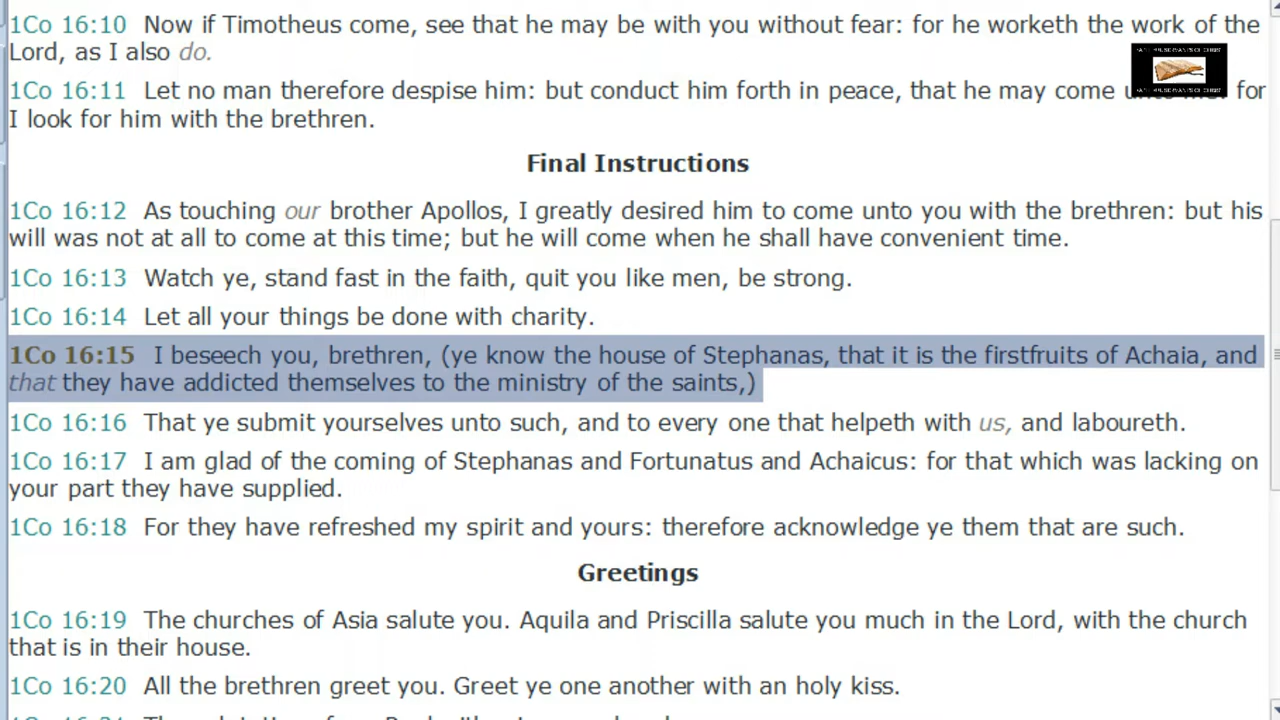 1Co 16:10 Now if Timotheus come, see that he may be with you without fear: for he worketh the work of the
Lord, as I also do.
1Co 16:11 Let no man therefore despise him: but conduct him forth in peace, that he may come for
I look for him with the brethren.
Final Instructions
1Co 16:12 As touching our brother Apollos, I greatly desired him to come unto you with the brethren: but his
will was not at all to come at this time; but he will come when he shall have convenient time.
1Co 16:13 Watch ye, stand fast in the faith, quit you like men, be strong.
1Co 16:14 Let all your things be done with charity.
1Co 16:15 I beseech you, brethren, (ye know the house of Stephanas, that it is the firstfruits of Achaia, and
that they have addicted themselves to the ministry of the saints,)
1Co 16:16 That ye submit yourselves unto such, and to every one that helpeth with us, and laboureth.
1Co 16:17 I am glad of the coming of Stephanas and Fortunatus and Achaicus: for that which was lacking on
your part they have supplied.
1Co 16:18 For they have refreshed my spirit and yours: therefore acknowledge ye them that are such.
Greetings
1Co 16:19 The churches of Asia salute you. Aquila and Priscilla salute you much in the Lord, with the church
that is in their house.
1Co 16:20 All the brethren greet you. Greet ye one another with an holy kiss.